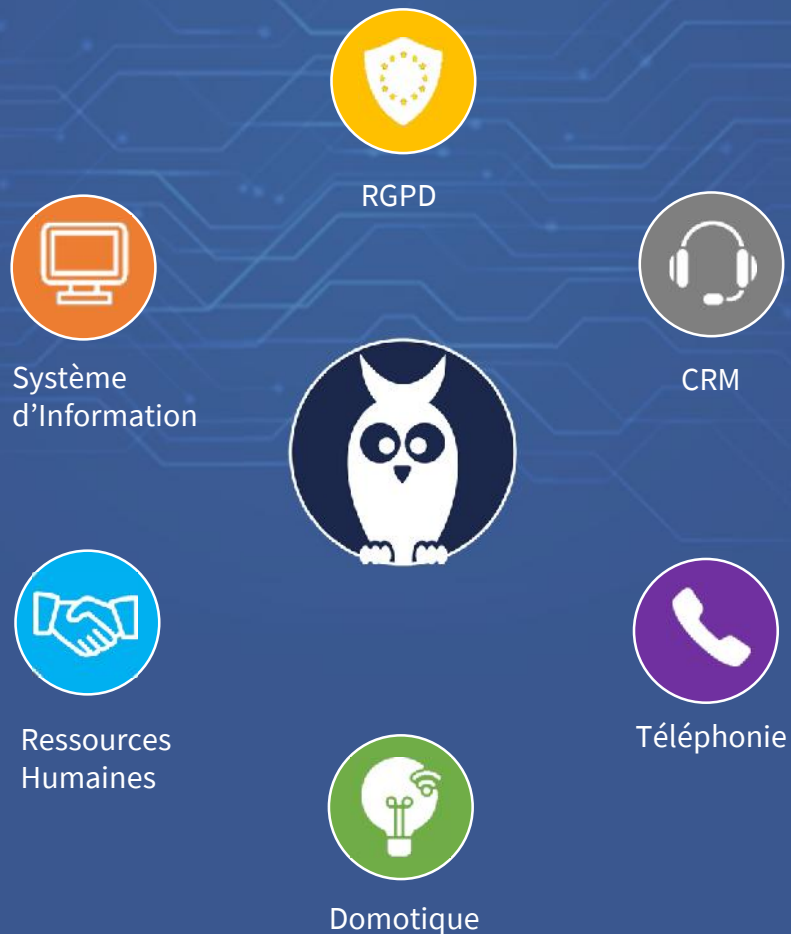 RGPD
CRM
Système
d’Information
Ressources
Humaines
Téléphonie
Domotique